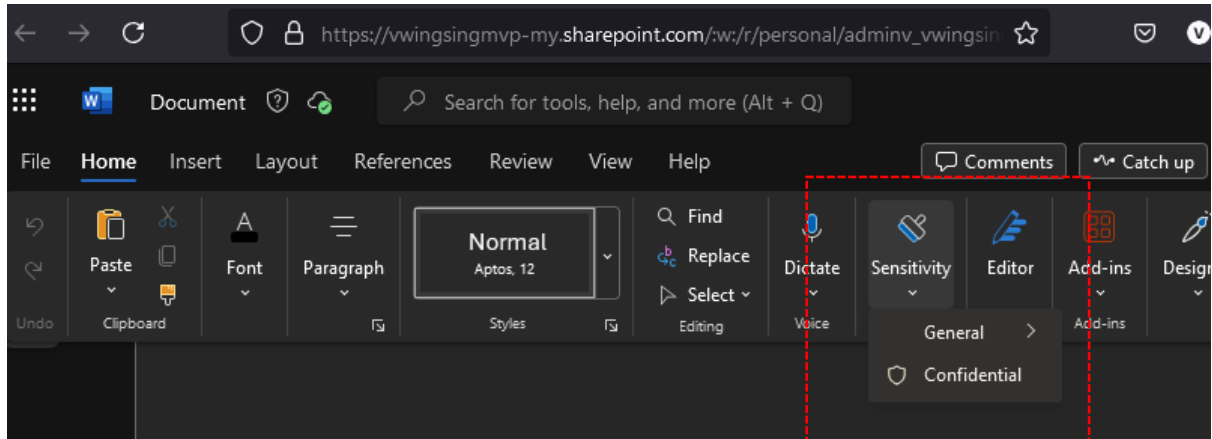 https://vwingsingmvp-my.sharepoint.com/:w:/r/personal/adminv_vwingsin
V
W Document Search for tools, help, and more (Alt + Q)
File Home Insert Layout References Review View Help Comments Catch up
Paste
Font
Paragraph
Normal
Aptos, 12
Find
Replace
Select
Dictate
Sensitivity
Editor
Add-ins
Design
Undo Clipboard Styles Editing Voice Add-ins
General
Confidential